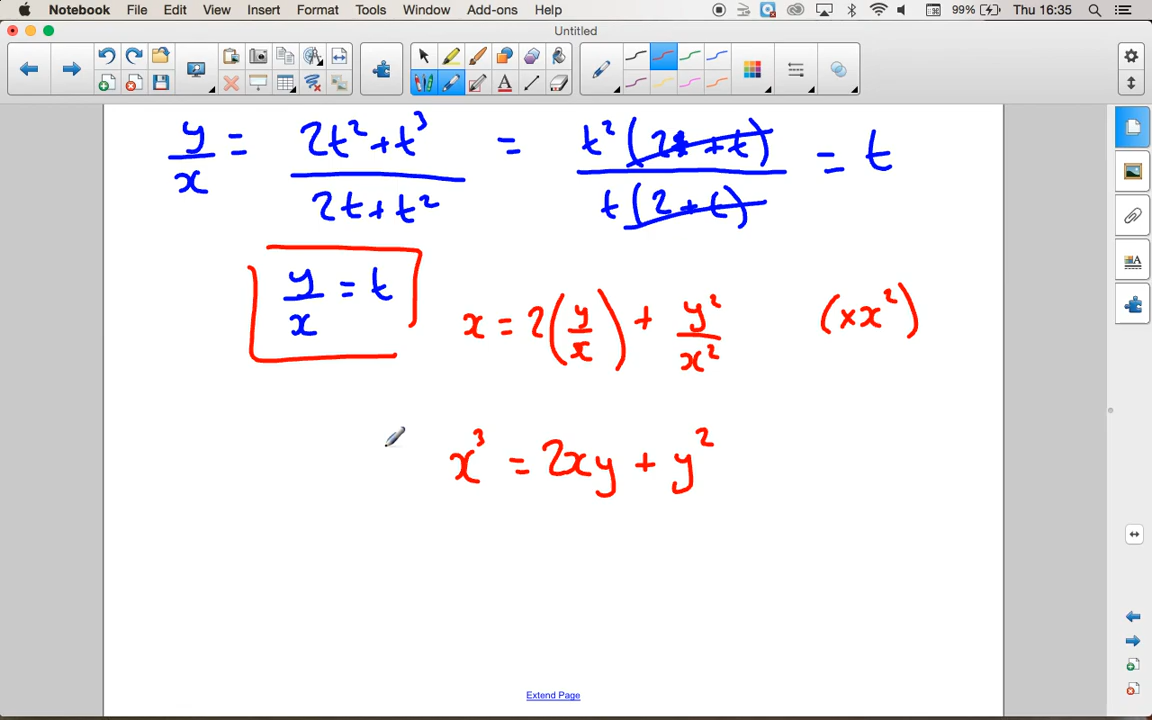 Notebook File Edit View Insert Format Tools Window Add-ons Help 99% Thu 16:35
Untitled
y/x = (2t² + t³)/(2t + t²) = t²(2 + t)/t(2 + t) = t
y/x = t
x = 2(y/x) + y²/x² (×x²)
x³ = 2xy + y²
Extend Page